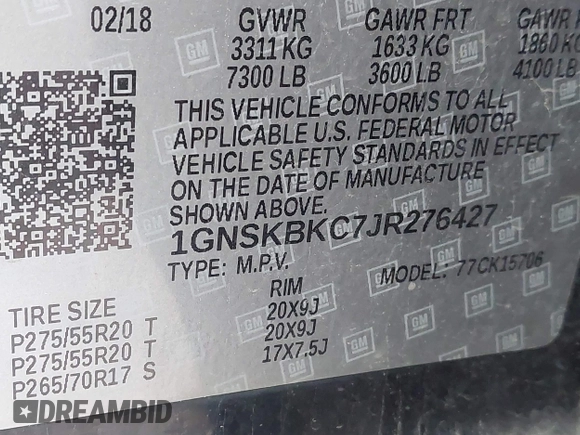 02/18 GVWR GAWR FRT GAWR
3311 KG 1633 KG 1860 KG
7300 LB 3600 LB 4100 LB
THIS VEHICLE CONFORMS TO ALL
APPLICABLE U.S. FEDERAL MOTOR
VEHICLE SAFETY STANDARDS IN EFFECT
ON THE DATE OF MANUFACTURE
SHOWN ABOVE.
1GNSKBKC7JR276427
TYPE: M.P.V. MODEL: 77CK15706
TIRE SIZE RIM
P275/55R20 T 20X9J
P275/55R20 T 20X9J
P265/70R17 S 17X7.5J
DREAMBID
GM